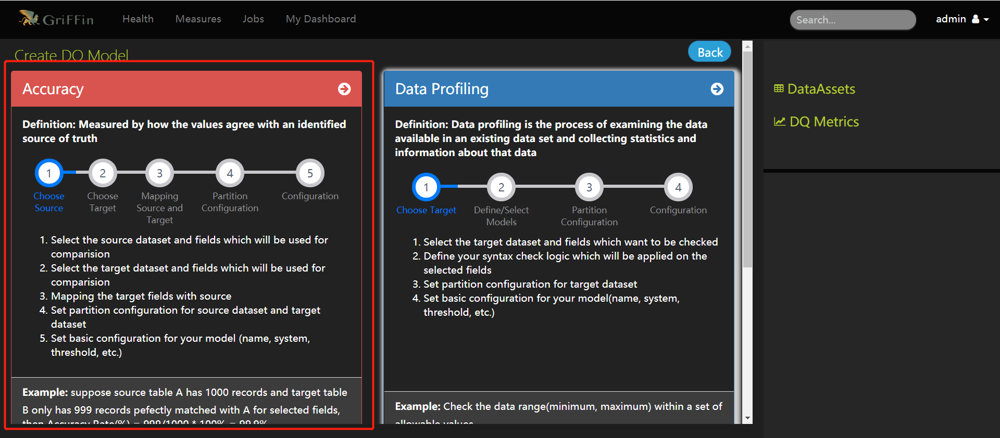 GriFFin
Health
Measures
Jobs
My Dashboard
Search...
admin
Create DQ Model
Back
Accuracy
Definition: Measured by how the values agree with an identified
source of truth
1
2
3
4
5
Choose
Source
Choose
Target
Mapping
Source and
Target
Partition
Configuration
Configuration
1. Select the source dataset and fields which will be used for
comparision
2. Select the target dataset and fields which will be used for
comparision
3. Mapping the target fields with source
4. Set partition configuration for source dataset and target
dataset
5. Set basic configuration for your model (name, system,
threshold, etc.)
Example: suppose source table A has 1000 records and target table
B only has 999 records pefectly matched with A for selected fields,
then Accuracy Rate(%) = 999/1000 * 100% = 99.9%
Data Profiling
Definition: Data profiling is the process of examining the data
available in an existing data set and collecting statistics and
information about that data
1
2
3
4
Choose Target
Define/Select
Models
Partition
Configuration
Configuration
1. Select the target dataset and fields which want to be checked
2. Define your syntax check logic which will be applied on the
selected fields
3. Set partition configuration for target dataset
4. Set basic configuration for your model(name, system,
threshold, etc.)
Example: Check the data range(minimum, maximum) within a set of
allowable values
DataAssets
DQ Metrics